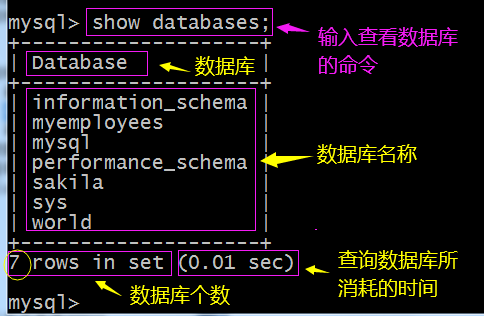 mysql> show databases;
输入查看数据库
的命令
Database
数据库
information_schema
myemployees
mysql
performance_schema
sakila
sys
world
数据库名称
7 rows in set (0.01 sec)
查询数据库所
消耗的时间
数据库个数
mysql>